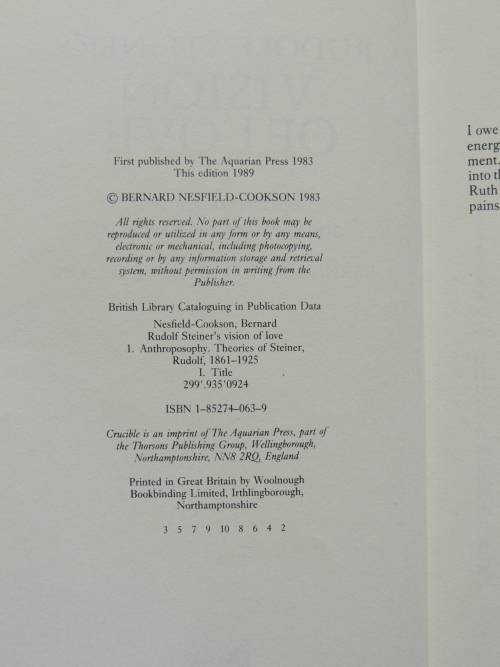 First published by The Aquarian Press 1983
This edition 1989
© BERNARD NESFIELD-COOKSON 1983
All rights reserved. No part of this book may be
reproduced or utilized in any form or by any means,
electronic or mechanical, including photocopying,
recording or by any information storage and retrieval
system, without permission in writing from the
Publisher.
British Library Cataloguing in Publication Data
Nesfield-Cookson, Bernard
Rudolf Steiner's vision of love
1. Anthroposophy. Theories of Steiner,
Rudolf, 1861–1925
I. Title
299'.935'0924
ISBN 1–85274–063–9
Crucible is an imprint of The Aquarian Press, part of
the Thorsons Publishing Group, Wellingborough,
Northamptonshire, NN8 2RQ, England
Printed in Great Britain by Woolnough
Bookbinding Limited, Irthlingborough,
Northamptonshire
3 5 7 9 10 8 6 4 2
I owe
energ
ment.
into th
Ruth
pains